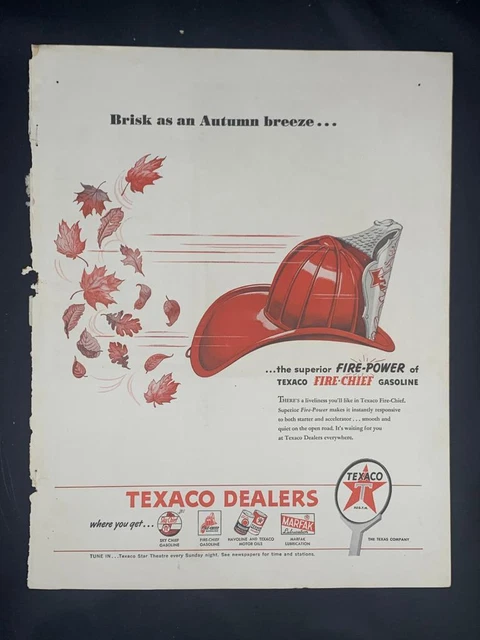 Brisk as an Autumn breeze...
...the superior FIRE-POWER of
TEXACO FIRE-CHIEF GASOLINE
THERE'S a liveliness you'll like in Texaco Fire-Chief.
Superior Fire-Power makes it instantly responsive
to both starter and accelerator... smooth and
quiet on the open road. It's waiting for you
at Texaco Dealers everywhere.
TEXACO
T
TEXACO DEALERS
where you get...
MARFAK
Lubrication
SKY CHIEF
GASOLINE
FIRE-CHIEF
GASOLINE
HAVOLINE AND TEXACO
MOTOR OILS
MARFAK
LUBRICATION
THE TEXAS COMPANY
TUNE IN...Texaco Star Theatre every Sunday night. See newspapers for time and stations.